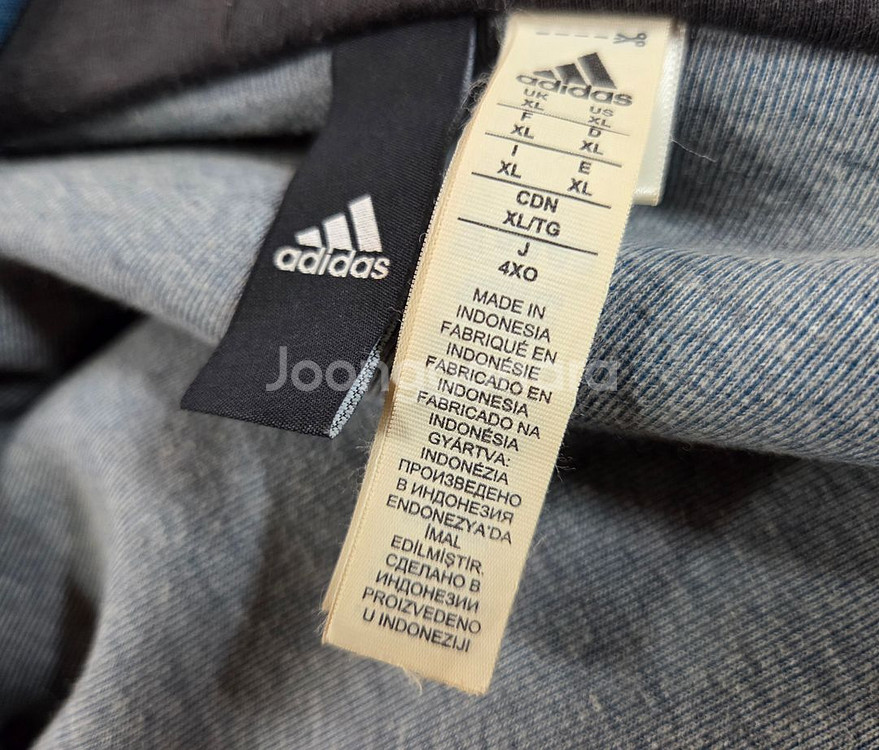 adidas
adidas
UK US
XL XL
F D
XL XL
I E
XL XL
CDN
XL/TG
J
4XO
MADE IN
INDONESIA
FABRIQUÉ EN
INDONÉSIE
FABRICADO EN
INDONESIA
FABRICADO NA
INDONÉSIA
GYÁRTVA:
INDONÉZIA
ПРОИЗВЕДЕНО
В ИНДОНЕЗИЯ
ENDONEZYA'DA
İMAL
EDİLMİŞTİR.
СДЕЛАНО В
ИНДОНЕЗИИ
PROIZVEDENO
U INDONEZIJI